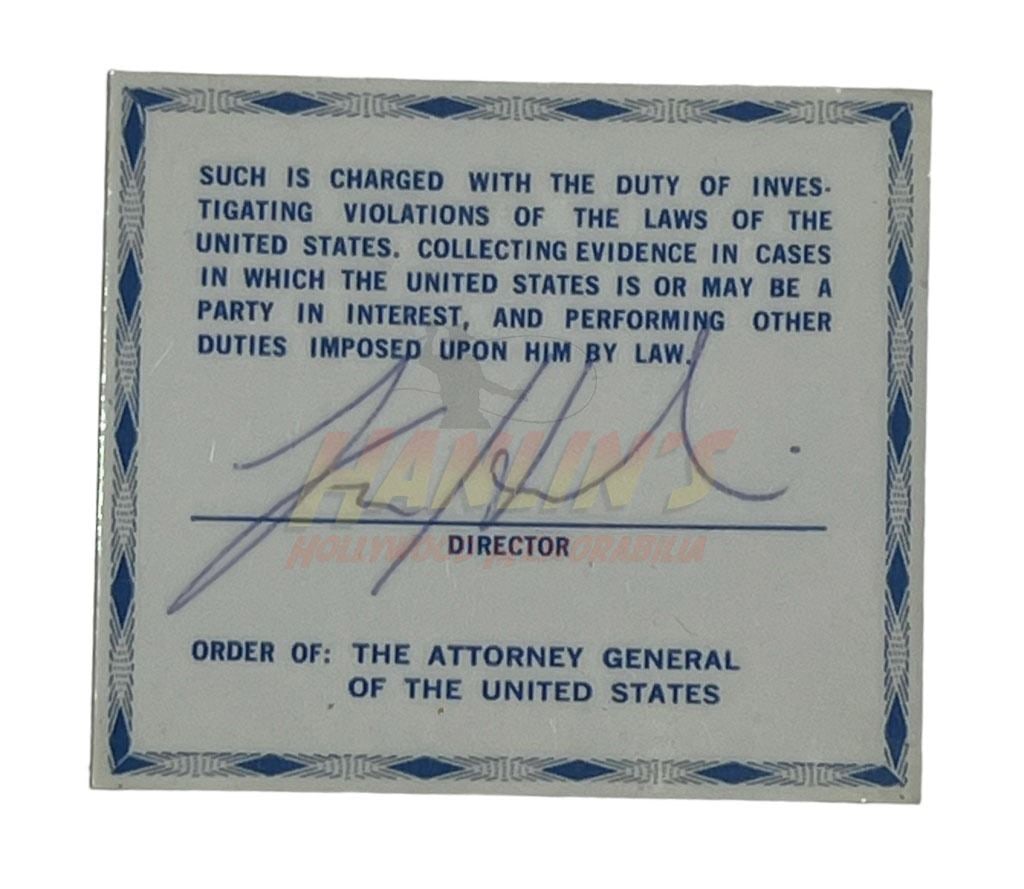 SUCH IS CHARGED WITH THE DUTY OF INVES-
TIGATING VIOLATIONS OF THE LAWS OF THE
UNITED STATES. COLLECTING EVIDENCE IN CASES
IN WHICH THE UNITED STATES IS OR MAY BE A
PARTY IN INTEREST, AND PERFORMING OTHER
DUTIES IMPOSED UPON HIM BY LAW.
HANLIN'S
HOLLYWOOD MEMORABILIA
DIRECTOR
ORDER OF: THE ATTORNEY GENERAL
OF THE UNITED STATES